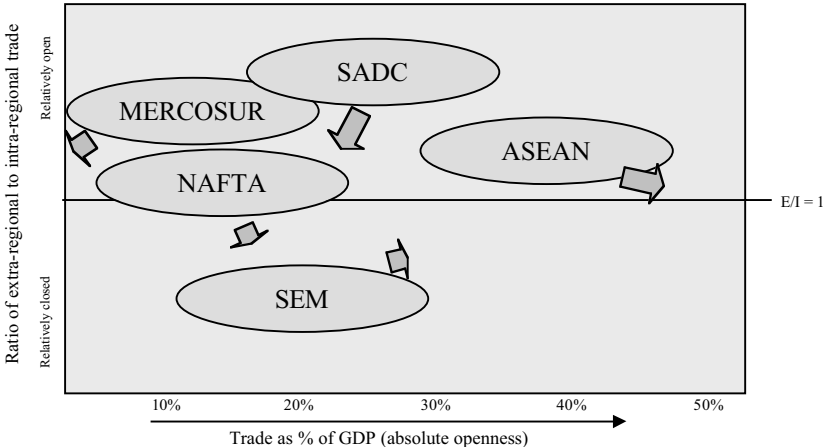 Ratio of extra-regional to intra-regional trade
Relatively open
Relatively closed
SADC
MERCOSUR
ASEAN
NAFTA
E/I = 1
SEM
10%
20%
30%
40%
50%
Trade as % of GDP (absolute openness)